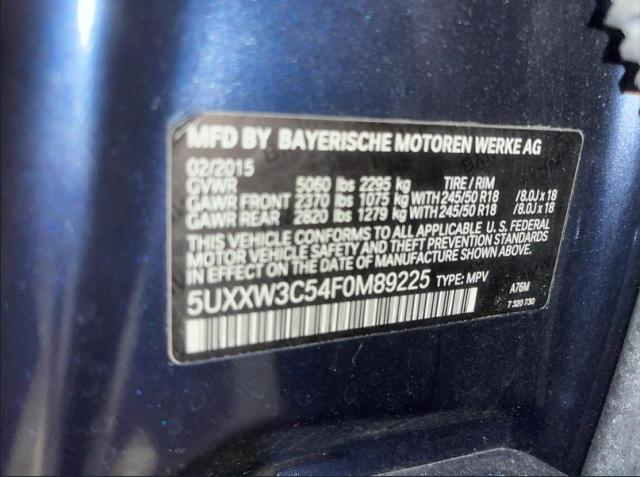 MFD BY BAYERISCHE MOTOREN WERKE AG
02/2015
GVWR 5060 lbs 2295 kg TIRE / RIM
GAWR FRONT 2370 lbs 1075 kg WITH 245/50 R18 /8.0J x 18
GAWR REAR 2820 lbs 1279 kg WITH 245/50 R18 /8.0J x 18
THIS VEHICLE CONFORMS TO ALL APPLICABLE U. S. FEDERAL
MOTOR VEHICLE SAFETY AND THEFT PREVENTION STANDARDS
IN EFFECT ON THE DATE OF MANUFACTURE SHOWN ABOVE.
5UXXW3C54F0M89225 TYPE: MPV A76M
7 320 730